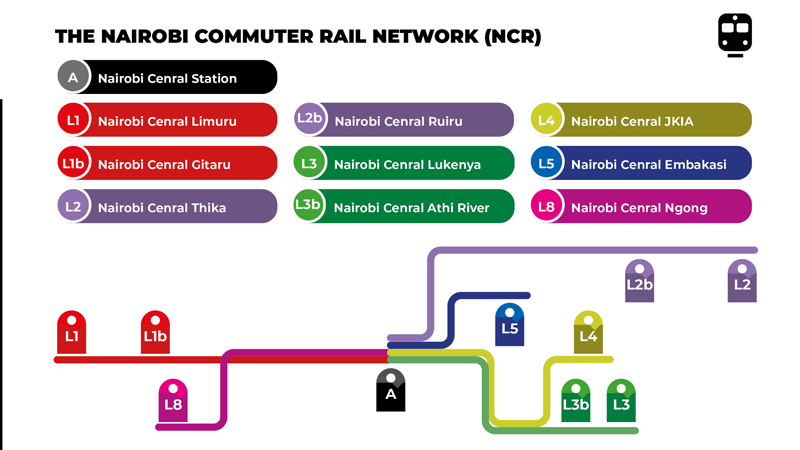 THE NAIROBI COMMUTER RAIL NETWORK (NCR)
A Nairobi Cenral Station
L1 Nairobi Cenral Limuru
L2b Nairobi Cenral Ruiru
L4 Nairobi Cenral JKIA
L1b Nairobi Cenral Gitaru
L3 Nairobi Cenral Lukenya
L5 Nairobi Cenral Embakasi
L2 Nairobi Cenral Thika
L3b Nairobi Cenral Athi River
L8 Nairobi Cenral Ngong
L2b
L2
L1
L1b
L5
L4
L8
A
L3b
L3